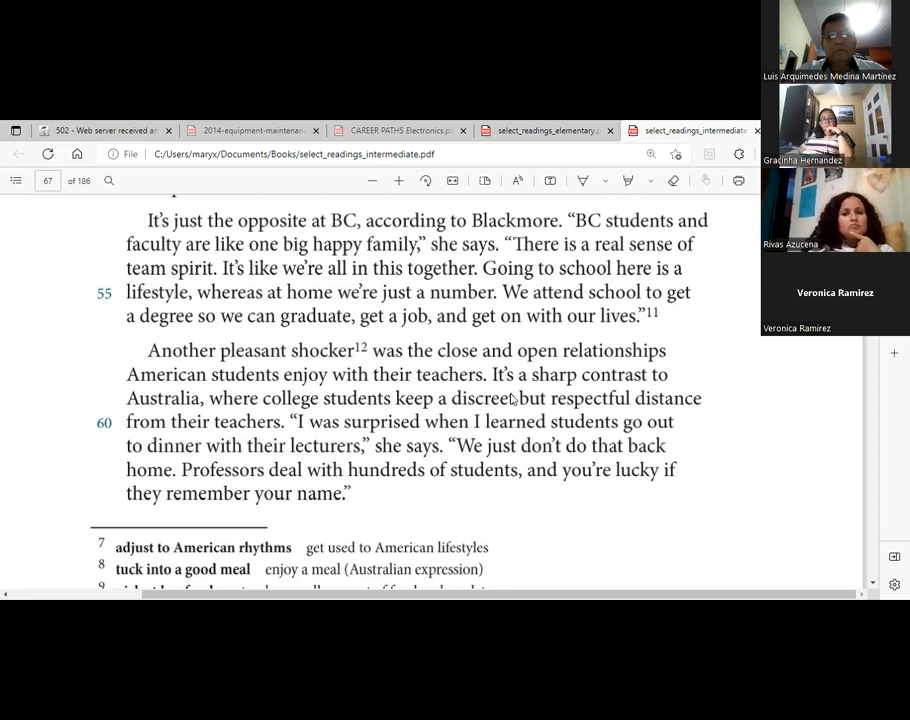 Luis Arquimedes Medina Martínez
502 - Web server received an
2014-equipment-maintenanc
CAREER PATHS Electronics.pd
select_readings_elementary.p
select_readings_intermediate
Gracinha Hernandez
File
C:/Users/maryx/Documents/Books/select_readings_intermediate.pdf
67 of 186
It's just the opposite at BC, according to Blackmore. “BC students and
faculty are like one big happy family,” she says. “There is a real sense of
team spirit. It's like we're all in this together. Going to school here is a
55 lifestyle, whereas at home we're just a number. We attend school to get
a degree so we can graduate, get a job, and get on with our lives.”11
Rivas Azucena
Veronica Ramirez
Veronica Ramirez
Another pleasant shocker12 was the close and open relationships
American students enjoy with their teachers. It's a sharp contrast to
Australia, where college students keep a discreet but respectful distance
60 from their teachers. “I was surprised when I learned students go out
to dinner with their lecturers,” she says. “We just don't do that back
home. Professors deal with hundreds of students, and you're lucky if
they remember your name.”
7 adjust to American rhythms get used to American lifestyles
8 tuck into a good meal enjoy a meal (Australian expression)
9